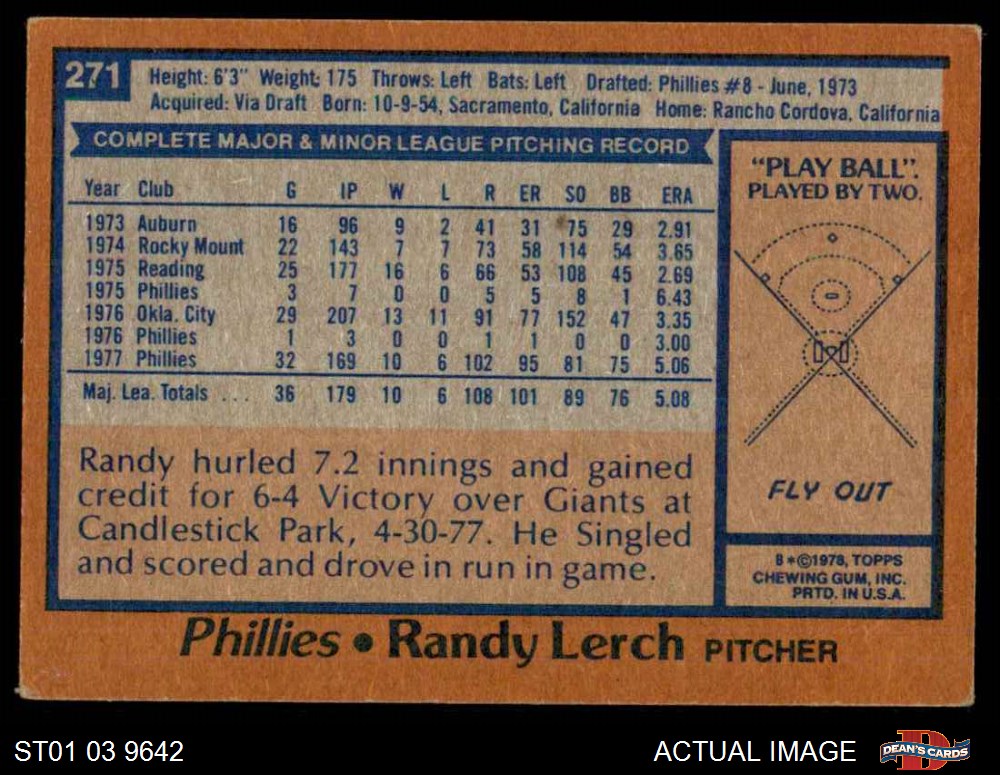 271
Height: 6'3" Weight: 175 Throws: Left Bats: Left Drafted: Phillies #8 - June, 1973
Acquired: Via Draft Born: 10-9-54, Sacramento, California Home: Rancho Cordova, California
COMPLETE MAJOR & MINOR LEAGUE PITCHING RECORD
Year Club G IP W L R ER SO BB ERA
1973 Auburn 16 96 9 2 41 31 75 29 2.91
1974 Rocky Mount 22 143 7 7 73 58 114 54 3.65
1975 Reading 25 177 16 6 66 53 108 45 2.69
1975 Phillies 3 7 0 0 5 5 8 1 6.43
1976 Okla. City 29 207 13 11 91 77 152 47 3.35
1976 Phillies 1 3 0 0 1 1 0 0 3.00
1977 Phillies 32 169 10 6 102 95 81 75 5.06
Maj. Lea. Totals ... 36 179 10 6 108 101 89 76 5.08
Randy hurled 7.2 innings and gained
credit for 6-4 Victory over Giants at
Candlestick Park, 4-30-77. He Singled
and scored and drove in run in game.
"PLAY BALL".
PLAYED BY TWO.
FLY OUT
B*©1978, TOPPS
CHEWING GUM, INC.
PRTD. IN U.S.A.
Phillies • Randy Lerch PITCHER
ST01 03 9642
ACTUAL IMAGE
D
DEAN'S CARDS